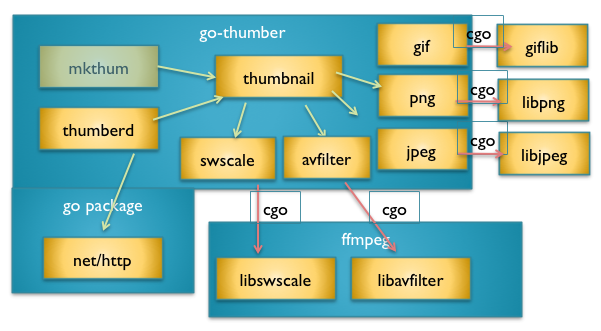 go-thumber
gif
cgo
giflib
mkthum
thumbnail
png
cgo
libpng
thumberd
swscale
avfilter
jpeg
cgo
libjpeg
go package
cgo
cgo
net/http
ffmpeg
libswscale
libavfilter